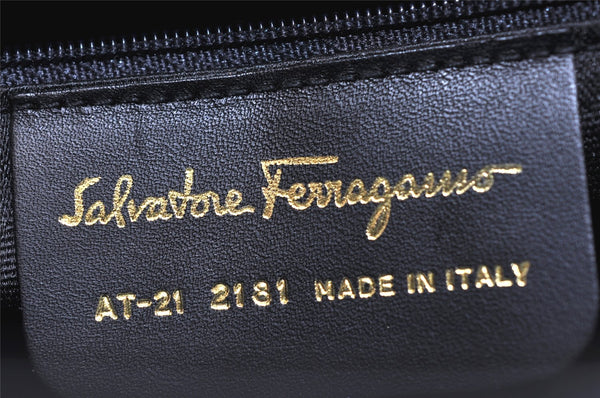 Salvatore Ferragamo
AT-21 2181 MADE IN ITALY